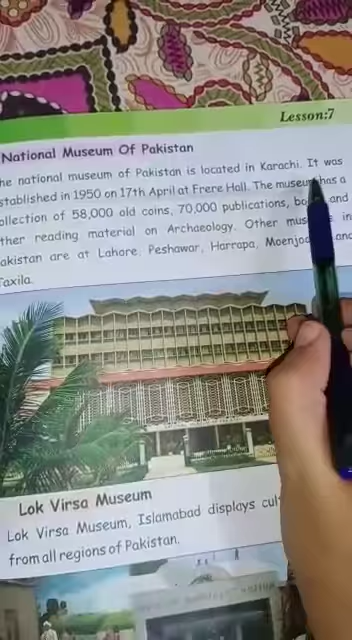 Lesson:7
National Museum Of Pakistan
he national museum of Pakistan is located in Karachi. It was
stablished in 1950 on 17th April at Frere Hall. The museum has a
ollection of 58,000 old coins, 70,000 publications, and
ther reading material on Archaeology. Other in
akistan are at Lahore. Peshawar, Harrapa, and
Taxila.
Lok Virsa Museum
Lok Virsa Museum, Islamabad displays
from all regions of Pakistan.